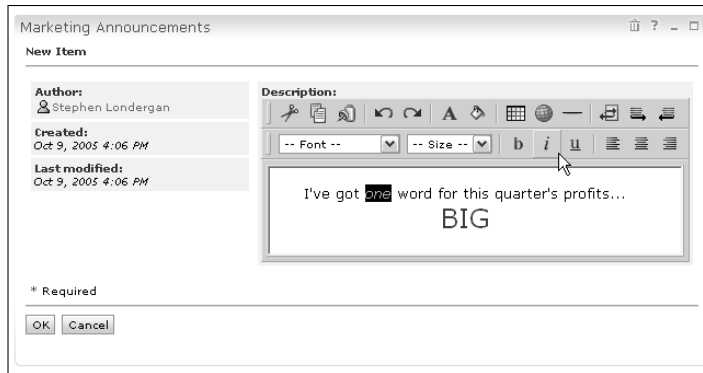 Marketing Announcements
New Item
Author:
Stephen Londergan
Created:
Oct 9, 2005 4:06 PM
Last modified:
Oct 9, 2005 4:06 PM
Description:
A
-- Font -- -- Size -- b i u
I've got one word for this quarter's profits...
BIG
* Required
OK Cancel